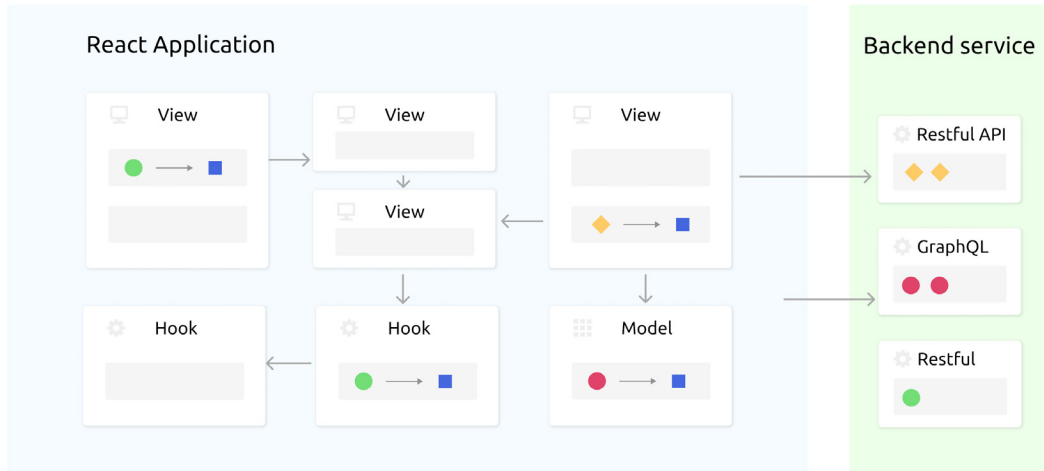 React Application
Backend service
View
View
View
View
Hook
Hook
Model
Restful API
GraphQL
Restful